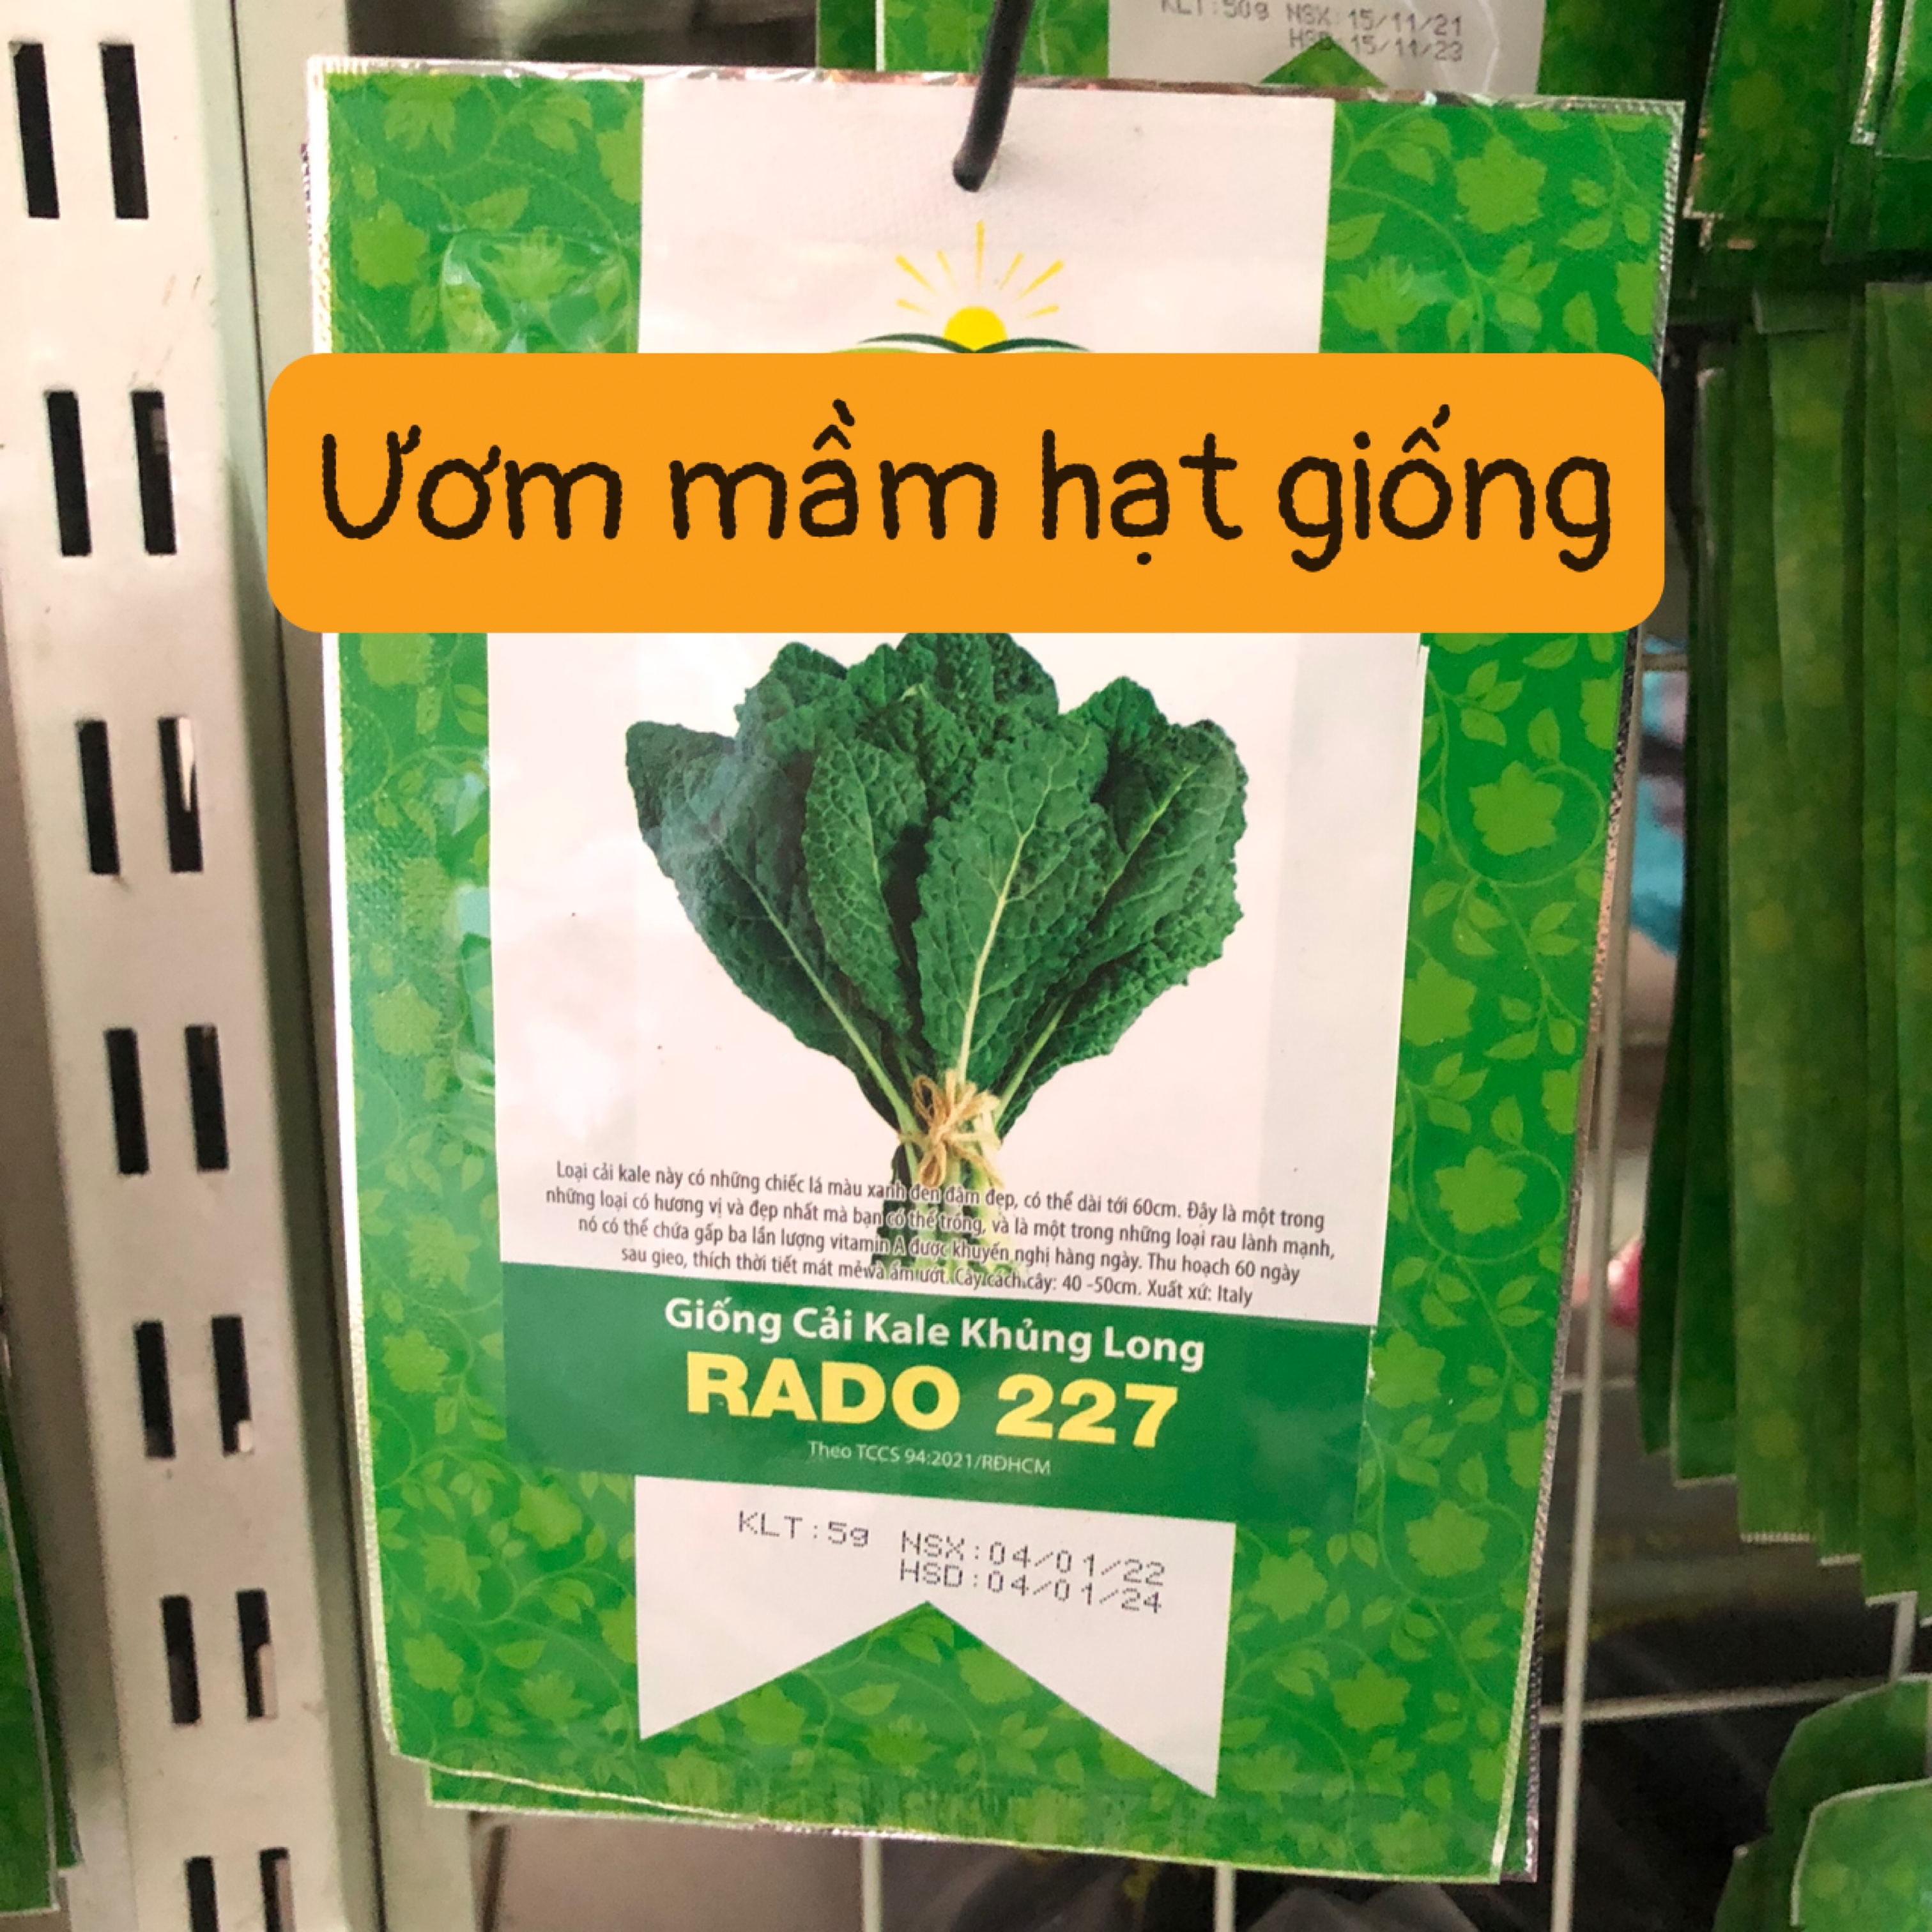 KLT:50g NSX:15/11/21
HSD:15/11/23
Ươm mầm hạt giống
Loại cải kale này có những chiếc lá màu xanh đen đậm đẹp, có thể dài tới 60cm. Đây là một trong
những loại có hương vị và đẹp nhất mà bạn có thể trồng, và là một trong những loại rau lành mạnh,
nó có thể chứa gấp ba lần lượng vitamin A được khuyến nghị hàng ngày. Thu hoạch 60 ngày
sau gieo, thích thời tiết mát mẻ và ẩm ướt. Cây cách cây: 40 -50cm. Xuất xứ: Italy
Giống Cải Kale Khủng Long
RADO 227
Theo TCCS 94:2021/RĐHCM
KLT:5g NSX:04/01/22
HSD:04/01/24